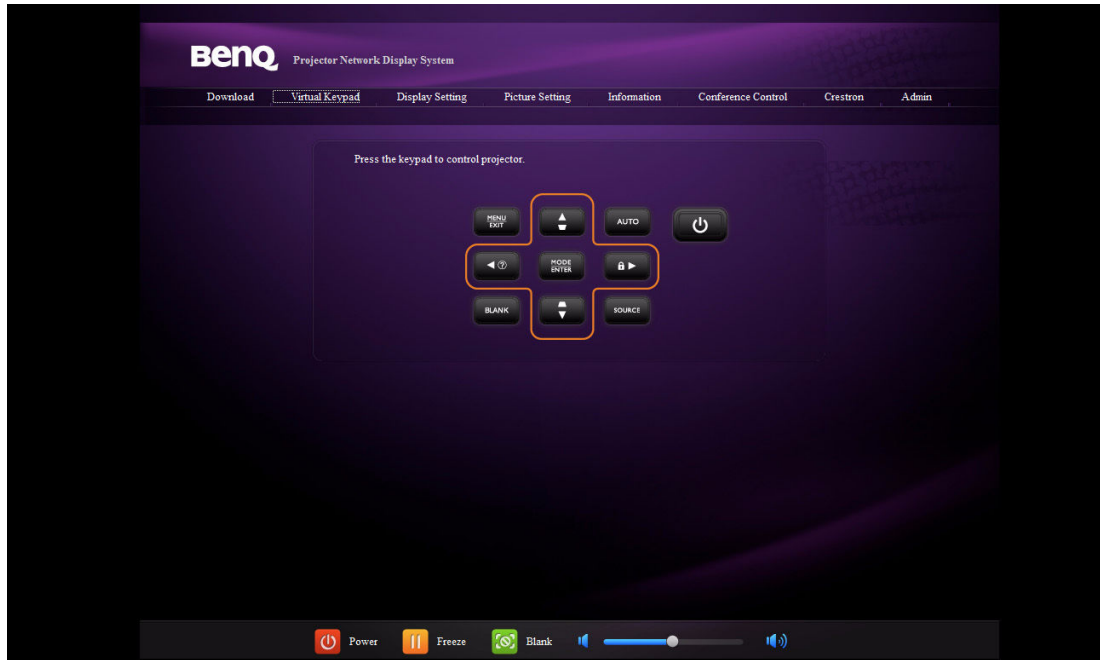 BenQ Projector Network Display System
Download Virtual Keypad Display Setting Picture Setting Information Conference Control Crestron Admin
Press the keypad to control projector.
MENU
EXIT
AUTO
?
MODE
ENTER
BLANK
SOURCE
Power Freeze Blank